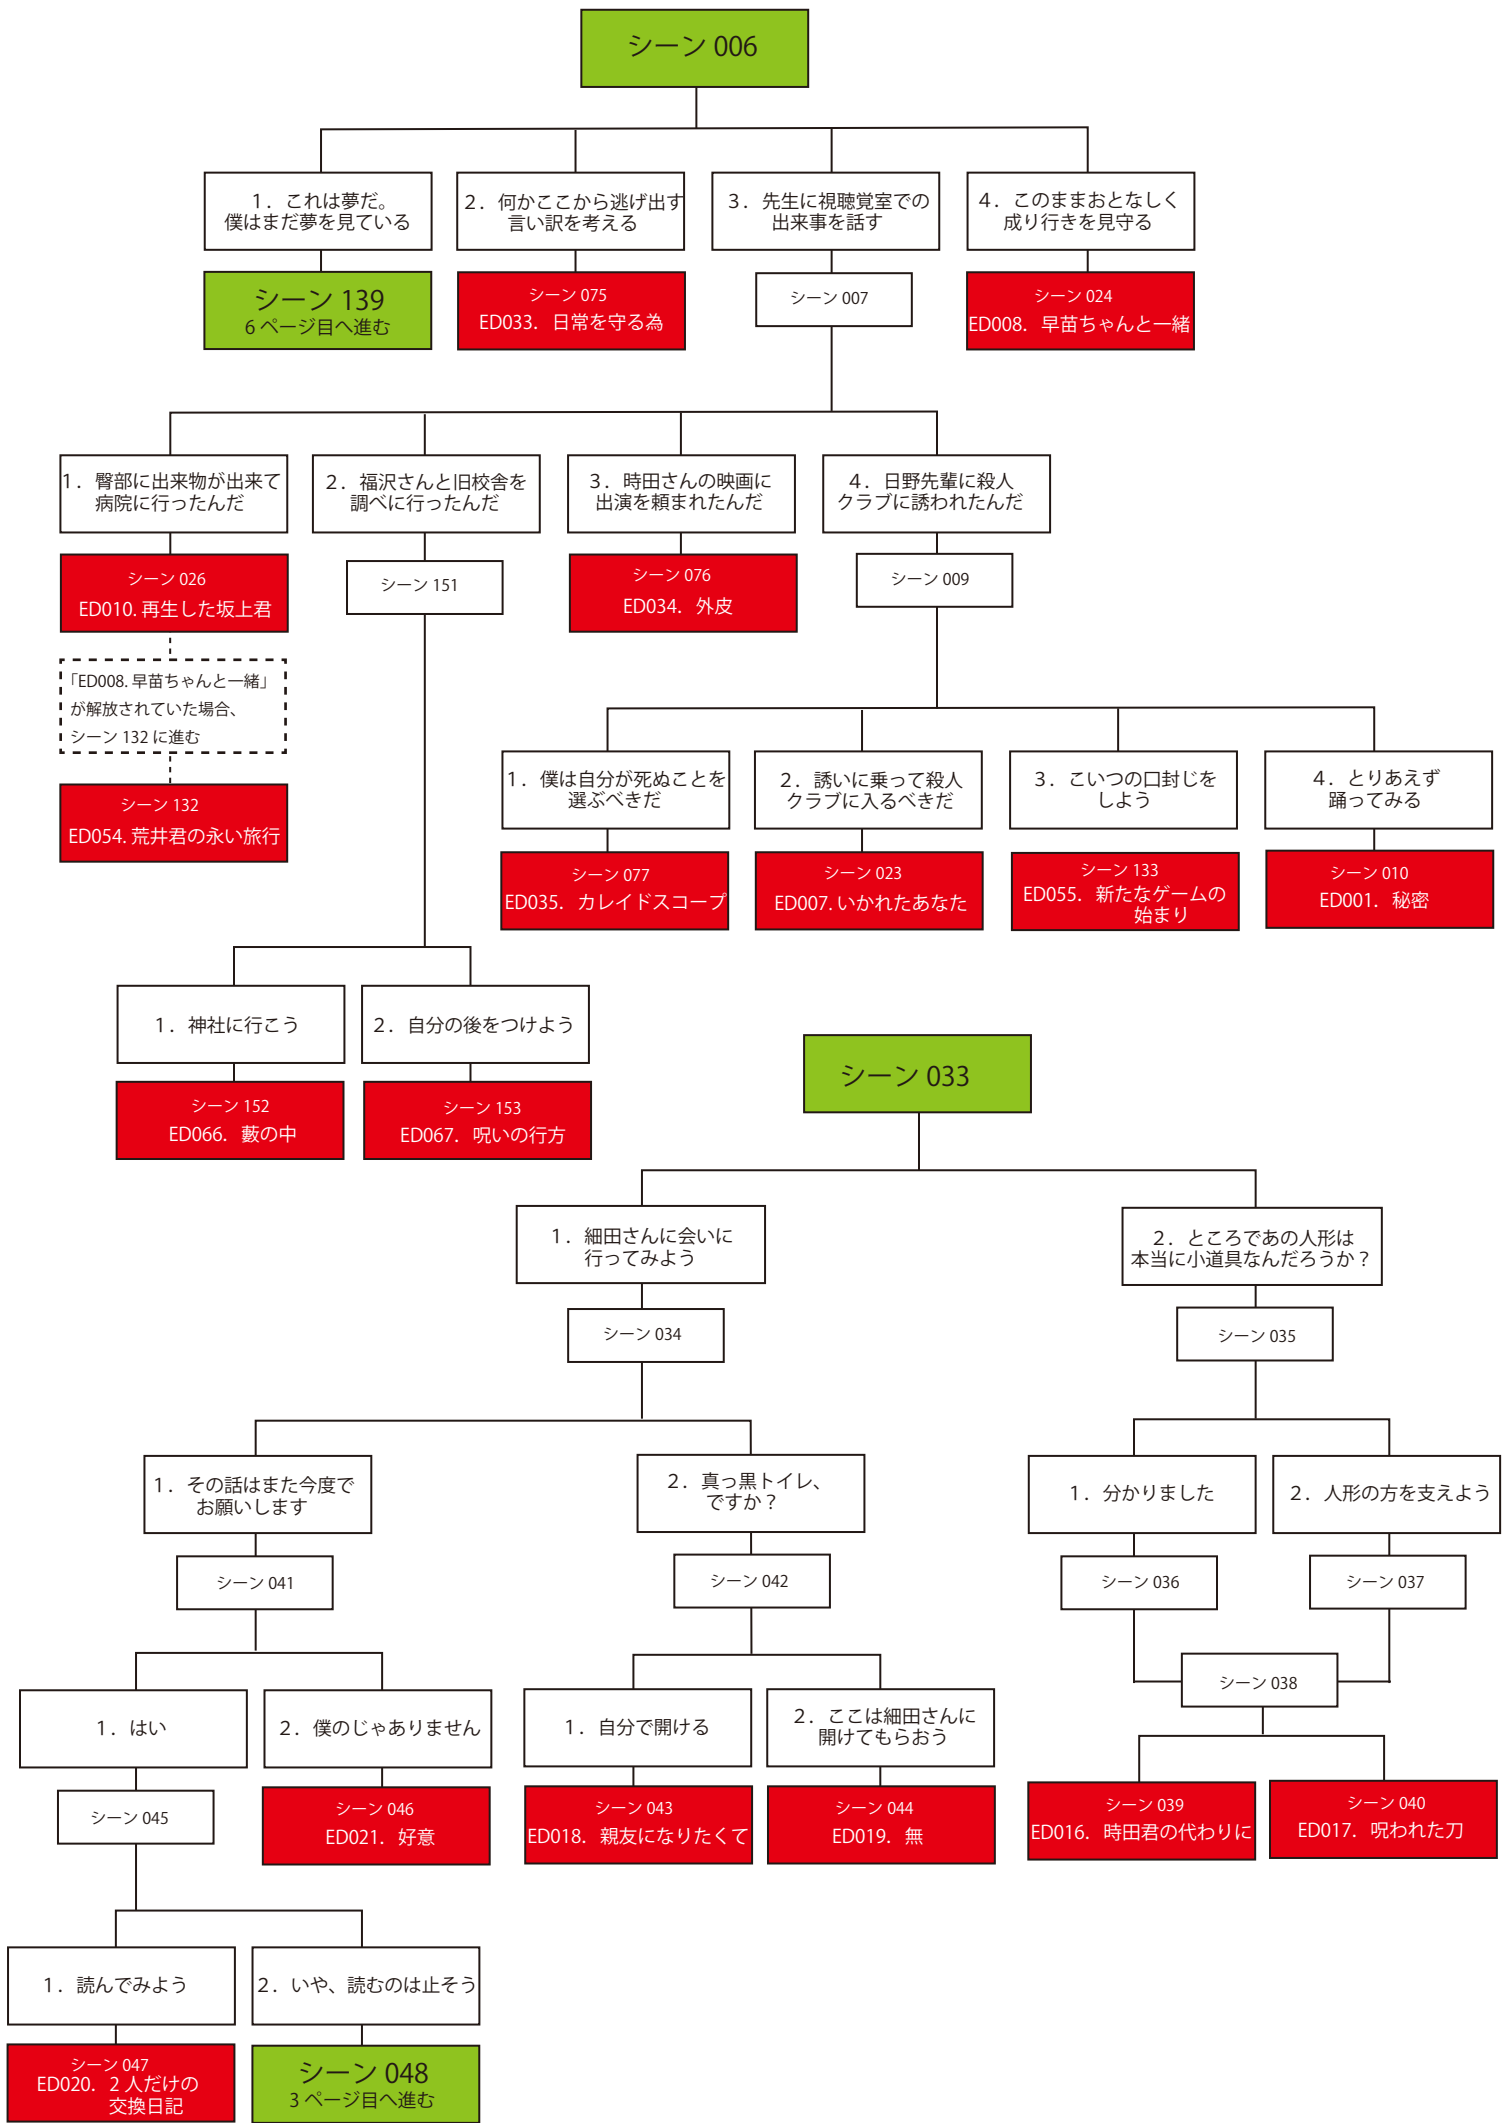 シーン 006
1．これは夢だ。
僕はまだ夢を見ている
2．何かここから逃げ出す
言い訳を考える
3．先生に視聴覚室での
出来事を話す
4．このままおとなしく
成り行きを見守る
シーン 139
6 ページ目へ進む
シーン 075
ED033．日常を守る為
シーン 007
シーン 024
ED008．早苗ちゃんと一緒
1．臀部に出来物が出来て
病院に行ったんだ
2．福沢さんと旧校舎を
調べに行ったんだ
3．時田さんの映画に
出演を頼まれたんだ
4．日野先輩に殺人
クラブに誘われたんだ
シーン 026
ED010. 再生した坂上君
シーン 151
シーン 076
ED034．外皮
シーン 009
「ED008. 早苗ちゃんと一緒」
が解放されていた場合、
シーン 132 に進む
シーン 132
ED054. 荒井君の永い旅行
1．僕は自分が死ぬことを
選ぶべきだ
2．誘いに乗って殺人
クラブに入るべきだ
3．こいつの口封じを
しよう
4．とりあえず
踊ってみる
シーン 077
ED035．カレイドスコープ
シーン 023
ED007. いかれたあなた
シーン 133
ED055．新たなゲームの
始まり
シーン 010
ED001．秘密
1．神社に行こう
2．自分の後をつけよう
シーン 152
ED066．藪の中
シーン 153
ED067．呪いの行方
シーン 033
1．細田さんに会いに
行ってみよう
2．ところであの人形は
本当に小道具なんだろうか？
シーン 034
シーン 035
1．その話はまた今度で
お願いします
2．真っ黒トイレ、
ですか？
1．分かりました
2．人形の方を支えよう
シーン 041
シーン 042
シーン 036
シーン 037
シーン 038
1．はい
2．僕のじゃありません
1．自分で開ける
2．ここは細田さんに
開けてもらおう
シーン 045
シーン 046
ED021．好意
シーン 043
ED018．親友になりたくて
シーン 044
ED019．無
シーン 039
ED016．時田君の代わりに
シーン 040
ED017．呪われた刀
1．読んでみよう
2．いや、読むのは止そう
シーン 047
ED020．2 人だけの
交換日記
シーン 048
3 ページ目へ進む